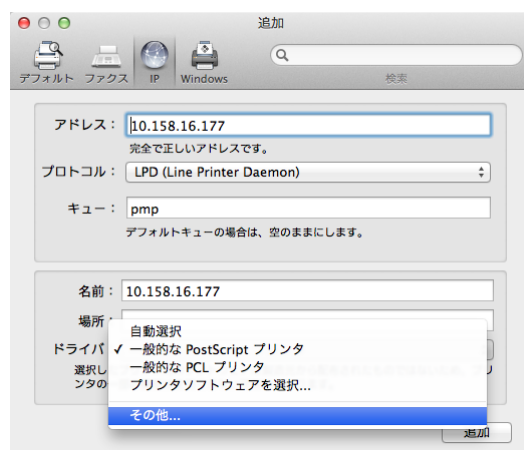 追加
デフォルト ファクス IP Windows 検索
アドレス： 10.158.16.177
完全で正しいアドレスです。
プロトコル： LPD (Line Printer Daemon)
キュー： pmp
デフォルトキューの場合は、空のままにします。
名前： 10.158.16.177
場所：
自動選択
ドライバ ✓ 一般的な PostScript プリンタ
選択し 一般的な PCL プリンタ
ンタの プリンタソフトウェアを選択...
その他...
追加